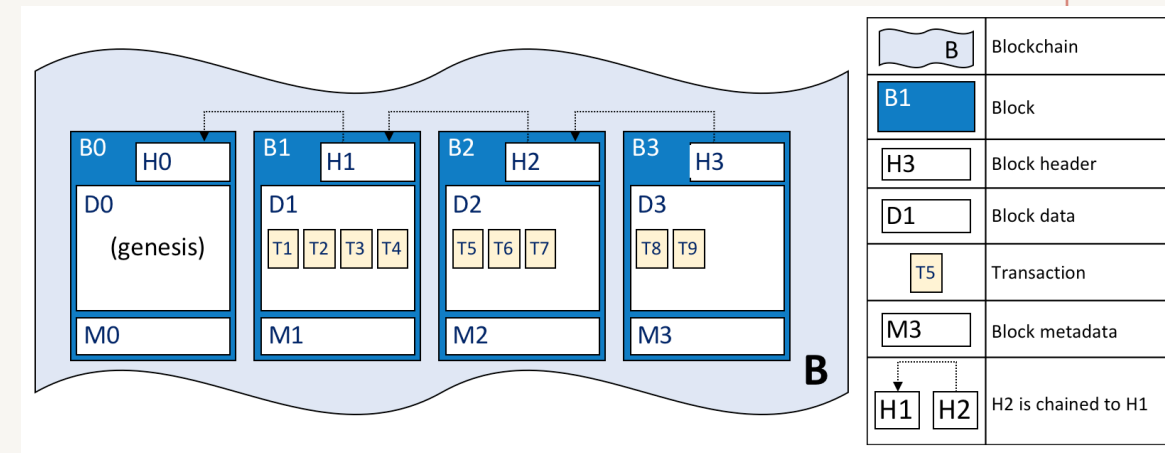 B0
H0
D0
(genesis)
M0
B1
H1
D1
T1 T2 T3 T4
M1
B2
H2
D2
T5 T6 T7
M2
B3
H3
D3
T8 T9
M3
B
B Blockchain
B1 Block
H3 Block header
D1 Block data
T5 Transaction
M3 Block metadata
H1 H2 H2 is chained to H1